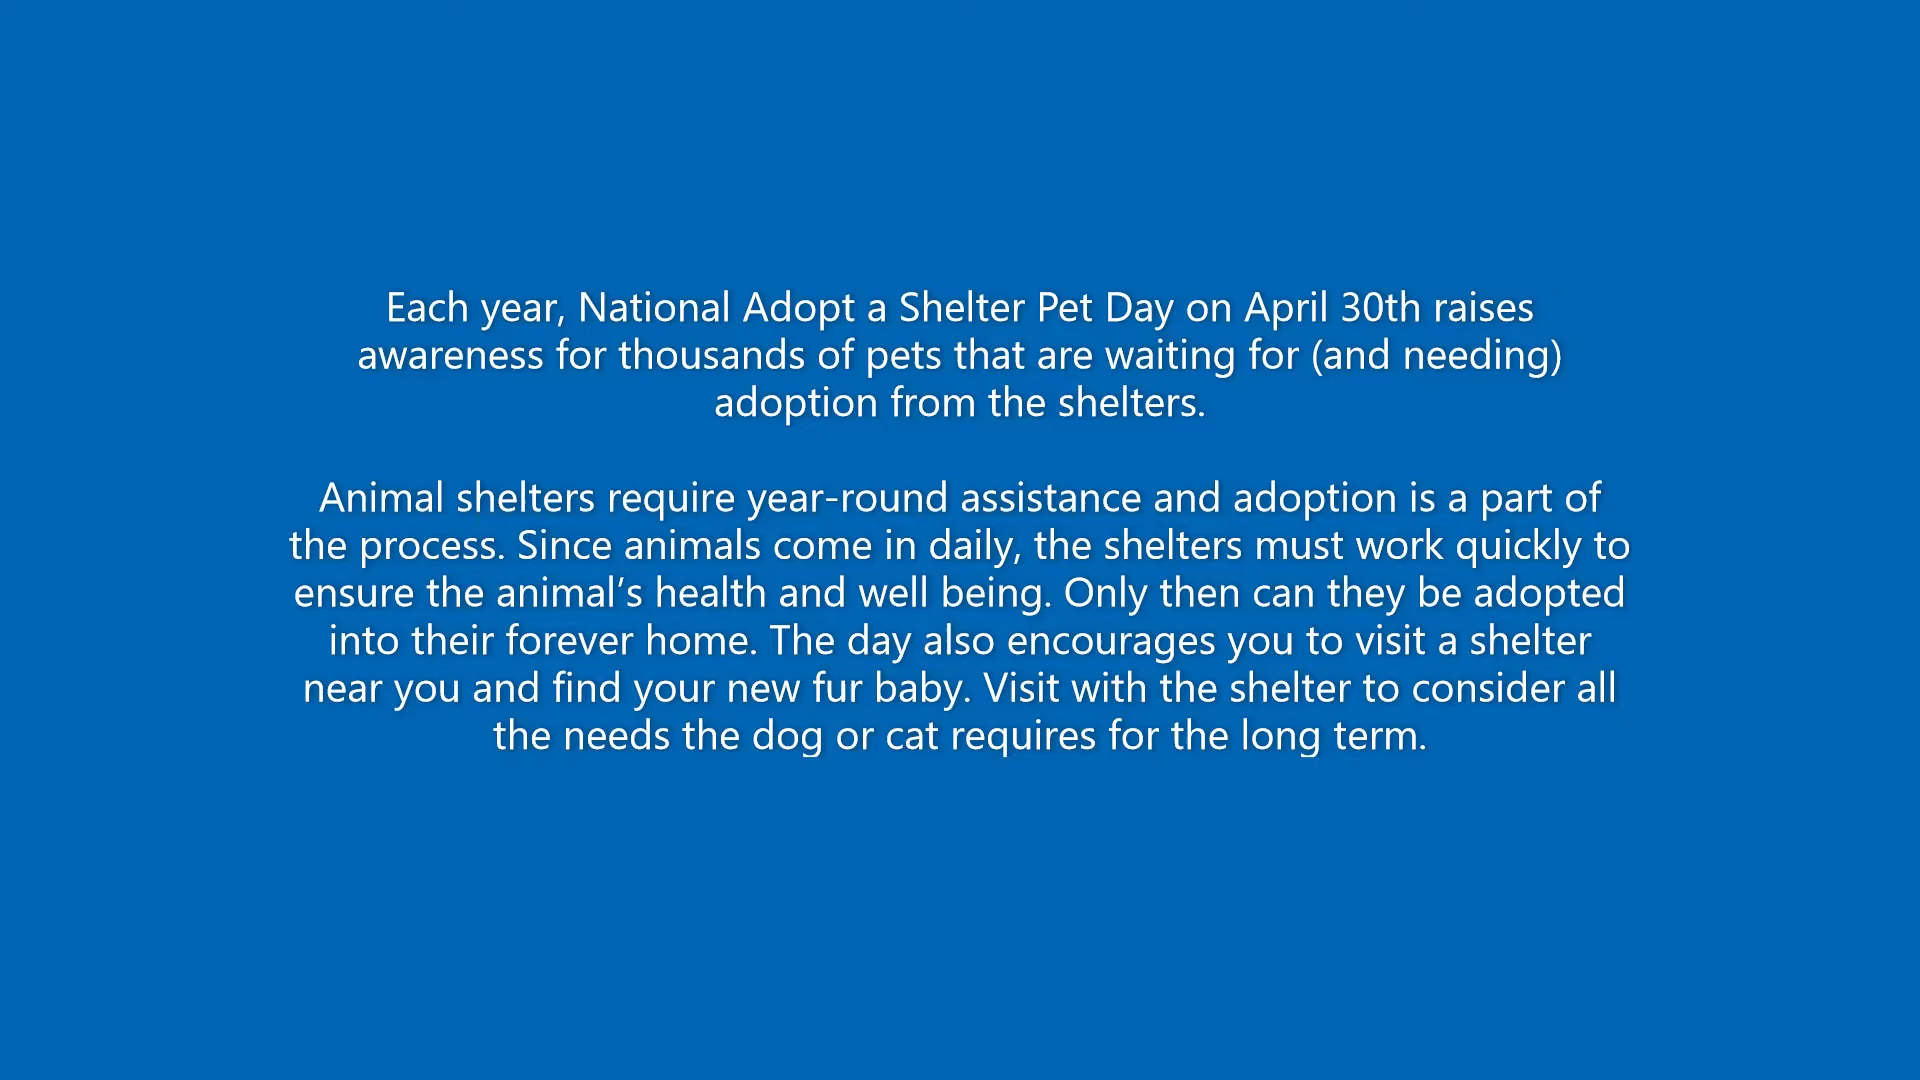 Each year, National Adopt a Shelter Pet Day on April 30th raises
awareness for thousands of pets that are waiting for (and needing)
adoption from the shelters.
Animal shelters require year-round assistance and adoption is a part of
the process. Since animals come in daily, the shelters must work quickly to
ensure the animal’s health and well being. Only then can they be adopted
into their forever home. The day also encourages you to visit a shelter
near you and find your new fur baby. Visit with the shelter to consider all
the needs the dog or cat requires for the long term.